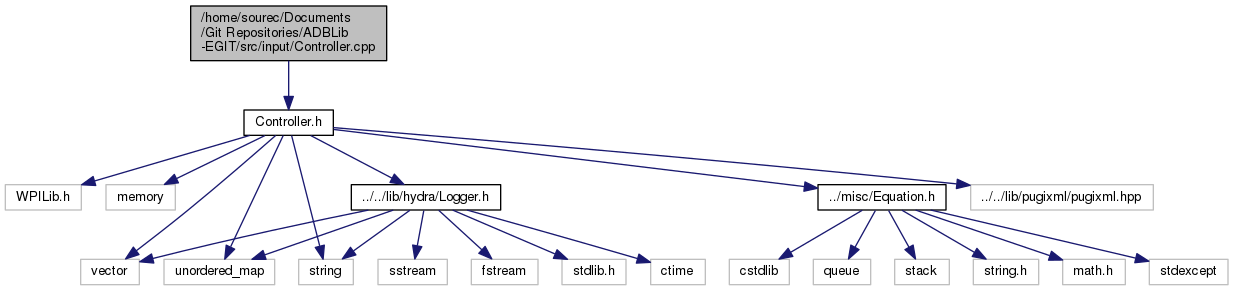 /home/sourec/Documents
/Git Repositories/ADBLib
-EGIT/src/input/Controller.cpp
Controller.h
WPILib.h
memory
../../lib/hydra/Logger.h
../misc/Equation.h
../../lib/pugixml/pugixml.hpp
vector
unordered_map
string
sstream
fstream
stdlib.h
ctime
cstdlib
queue
stack
string.h
math.h
stdexcept